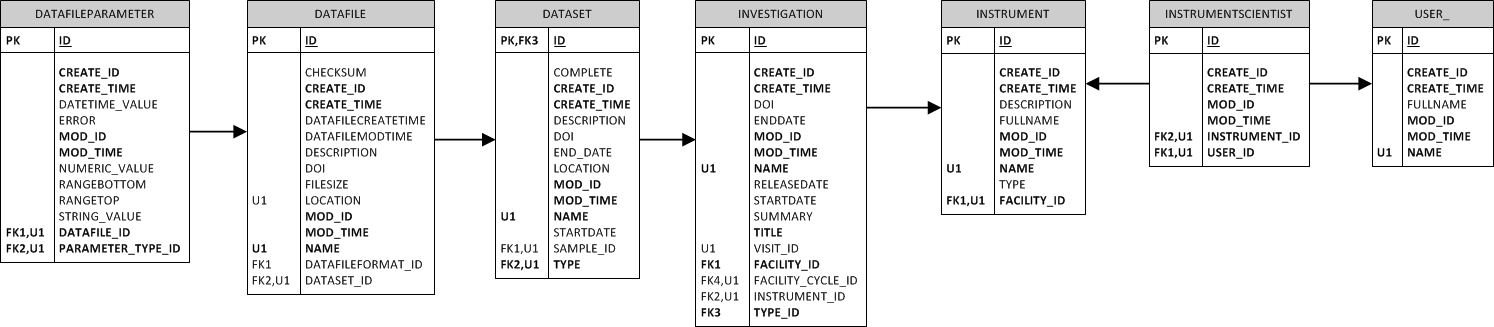 DATAFILEPARAMETER
PK ID
CREATE_ID
CREATE_TIME
DATETIME_VALUE
ERROR
MOD_ID
MOD_TIME
NUMERIC_VALUE
RANGEBOTTOM
RANGETOP
STRING_VALUE
FK1,U1 DATAFILE_ID
FK2,U1 PARAMETER_TYPE_ID
DATAFILE
PK ID
CHECKSUM
CREATE_ID
CREATE_TIME
DATAFILECREATETIME
DATAFILEMODTIME
DESCRIPTION
DOI
FILESIZE
U1 LOCATION
MOD_ID
MOD_TIME
U1 NAME
FK1 DATAFILEFORMAT_ID
FK2,U1 DATASET_ID
DATASET
PK,FK3 ID
COMPLETE
CREATE_ID
CREATE_TIME
DESCRIPTION
DOI
END_DATE
LOCATION
MOD_ID
MOD_TIME
U1 NAME
STARTDATE
FK1,U1 SAMPLE_ID
FK2,U1 TYPE
INVESTIGATION
PK ID
CREATE_ID
CREATE_TIME
DOI
ENDDATE
MOD_ID
MOD_TIME
U1 NAME
RELEASEDATE
STARTDATE
SUMMARY
TITLE
U1 VISIT_ID
FK1 FACILITY_ID
FK4,U1 FACILITY_CYCLE_ID
FK2,U1 INSTRUMENT_ID
FK3 TYPE_ID
INSTRUMENT
PK ID
CREATE_ID
CREATE_TIME
DESCRIPTION
FULLNAME
MOD_ID
MOD_TIME
U1 NAME
TYPE
FK1,U1 FACILITY_ID
INSTRUMENTSCIENTIST
PK ID
CREATE_ID
CREATE_TIME
MOD_ID
MOD_TIME
FK2,U1 INSTRUMENT_ID
FK1,U1 USER_ID
USER_
PK ID
CREATE_ID
CREATE_TIME
FULLNAME
MOD_ID
MOD_TIME
U1 NAME